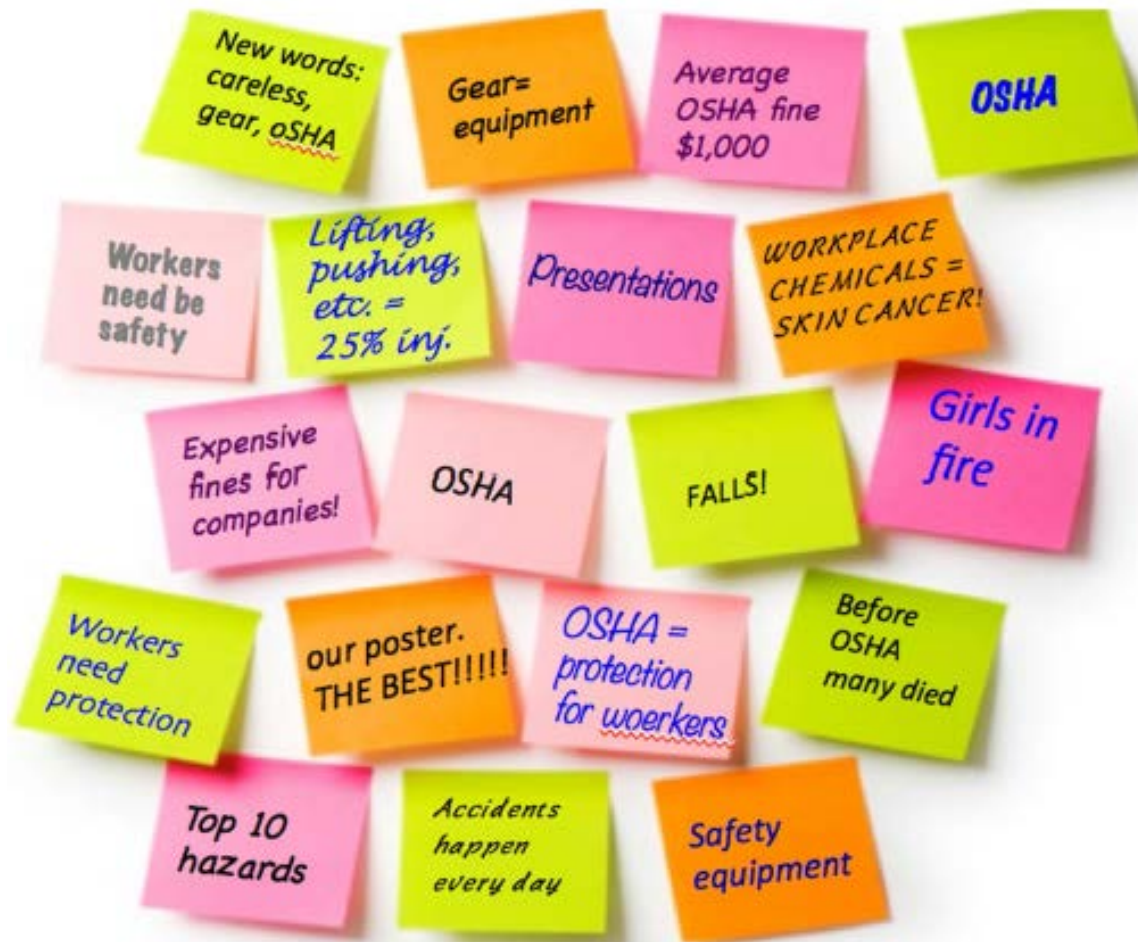 New words:
careless,
gear, oSHA
Gear=
equipment
Average
OSHA fine
$1,000
OSHA
Workers
need be
safety
Lifting,
pushing,
etc. =
25% inj.
Presentations
WORKPLACE
CHEMICALS =
SKIN CANCER!
Expensive
fines for
companies!
OSHA
FALLS!
Girls in
fire
Workers
need
protection
our poster.
THE BEST!!!!!
OSHA =
protection
for woerkers
Before
OSHA
many died
Top 10
hazards
Accidents
happen
every day
Safety
equipment